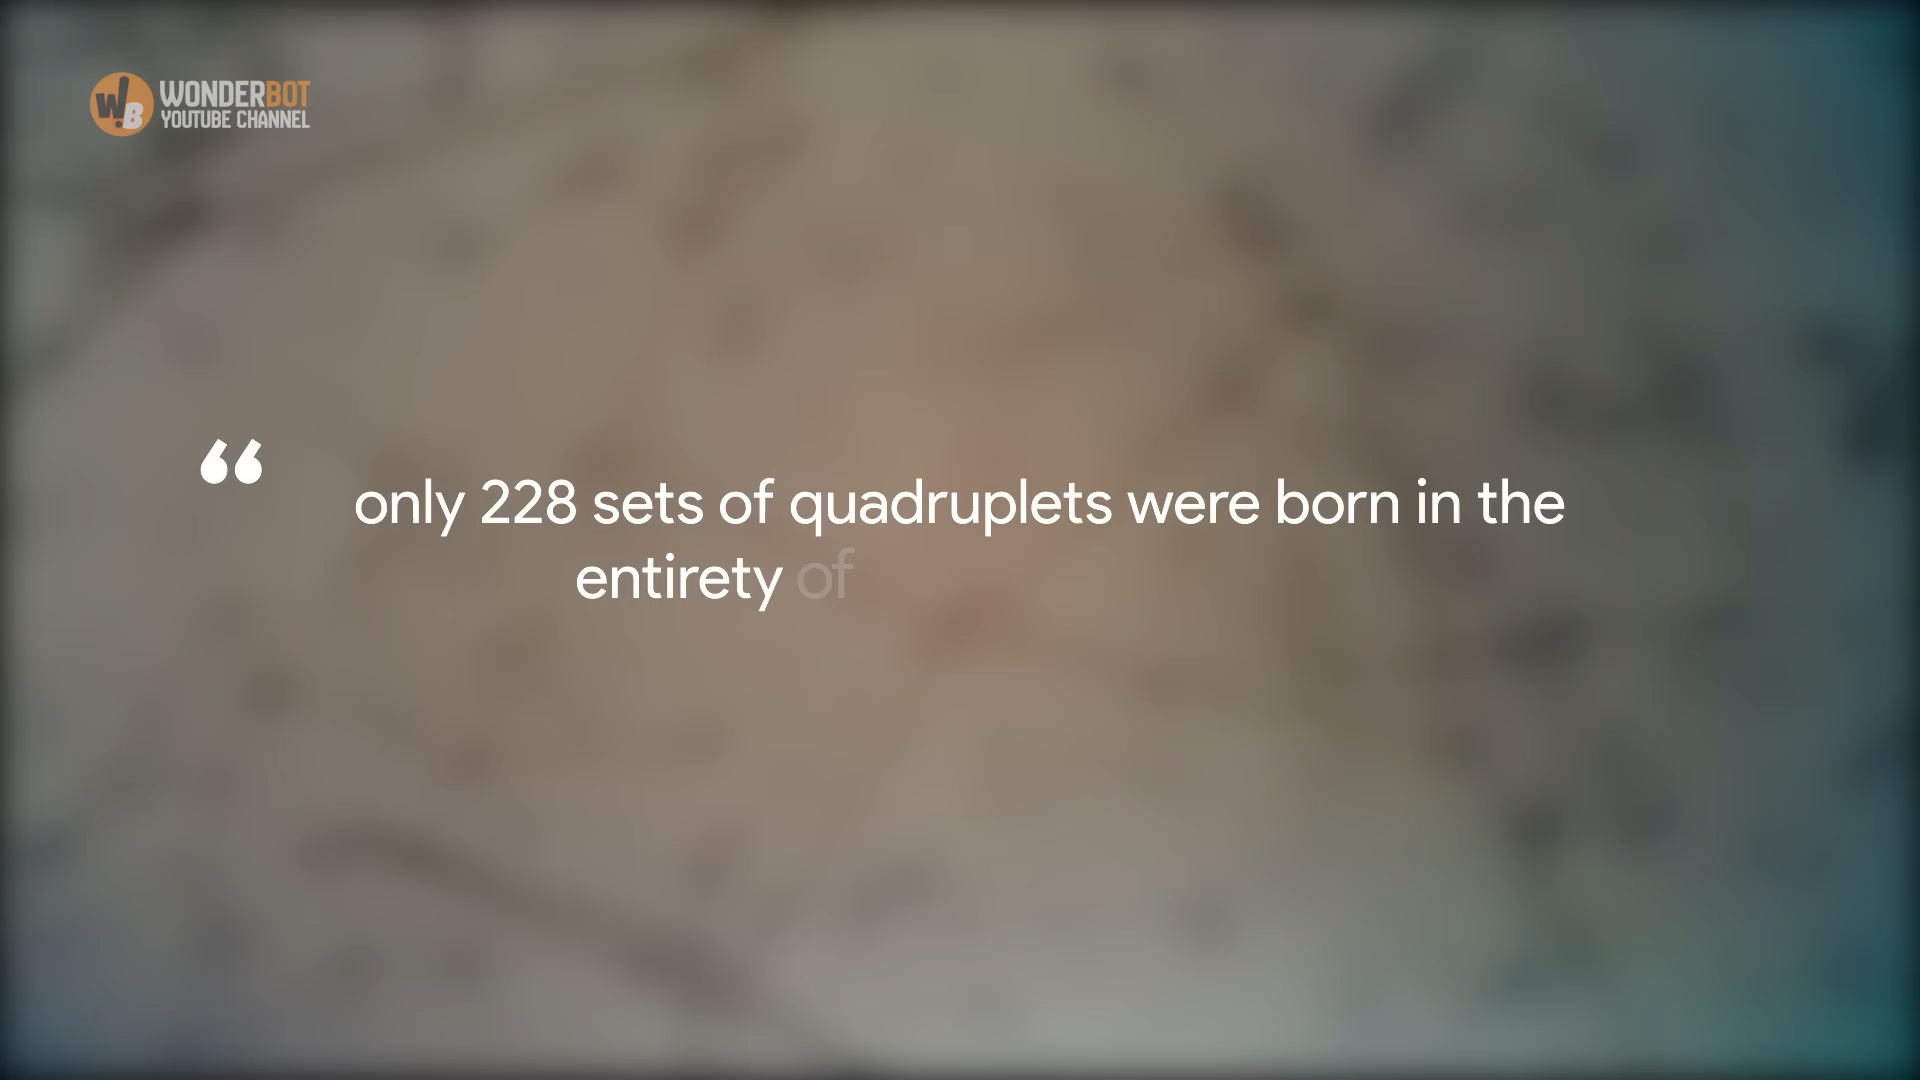 W!B
WONDERBOT
YOUTUBE CHANNEL
“ only 228 sets of quadruplets were born in the
entirety of